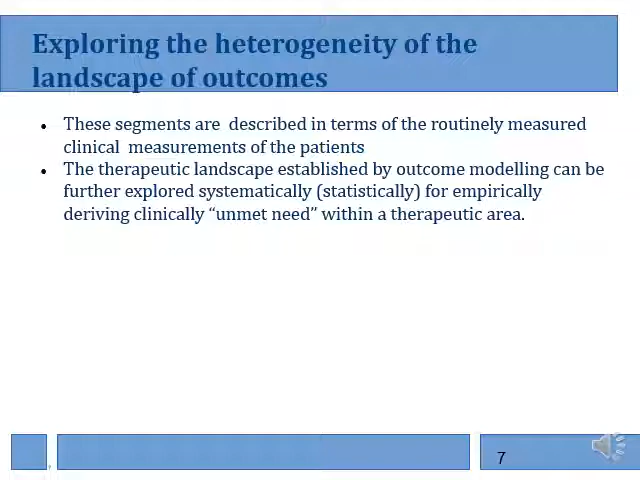 Exploring the heterogeneity of the
landscape of outcomes
• These segments are  described in terms of the routinely measured
clinical  measurements of the patients
• The therapeutic landscape established by outcome modelling can be
further explored systematically (statistically) for empirically
deriving clinically “unmet need” within a therapeutic area.
7